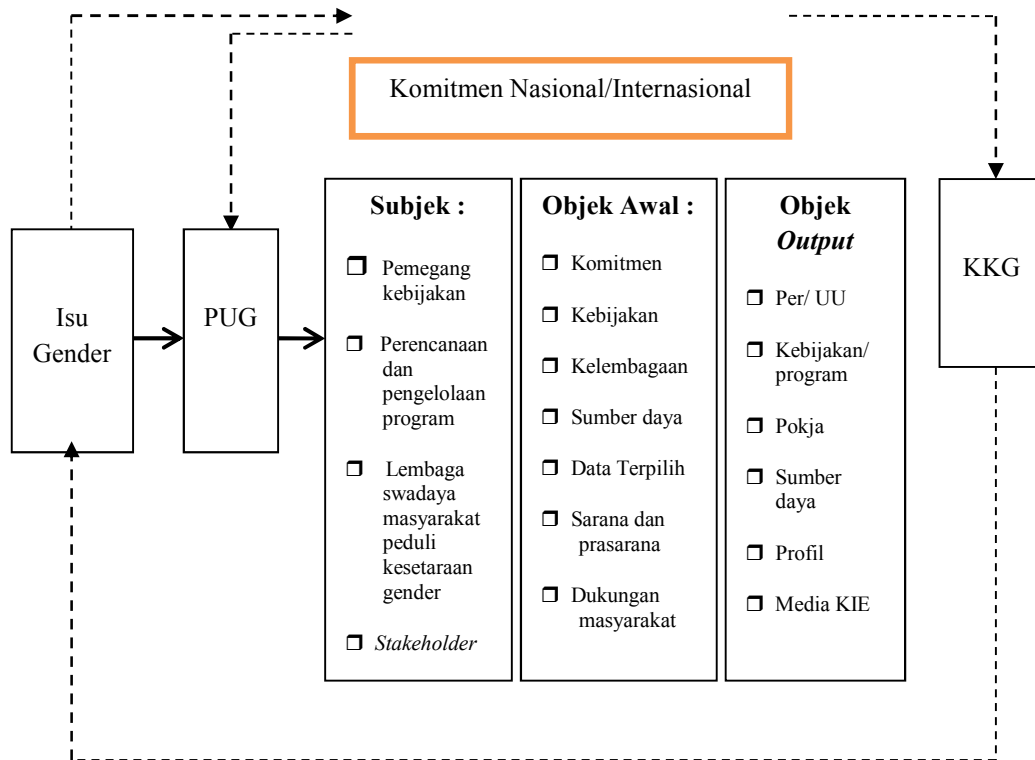 Komitmen Nasional/Internasional
Isu
Gender
PUG
Subjek :
Pemegang
kebijakan
Perencanaan
dan
pengelolaan
program
Lembaga
swadaya
masyarakat
peduli
kesetaraan
gender
Stakeholder
Objek Awal :
Komitmen
Kebijakan
Kelembagaan
Sumber daya
Data Terpilih
Sarana dan
prasarana
Dukungan
masyarakat
Objek
Output
Per/ UU
Kebijakan/
program
Pokja
Sumber
daya
Profil
Media KIE
KKG